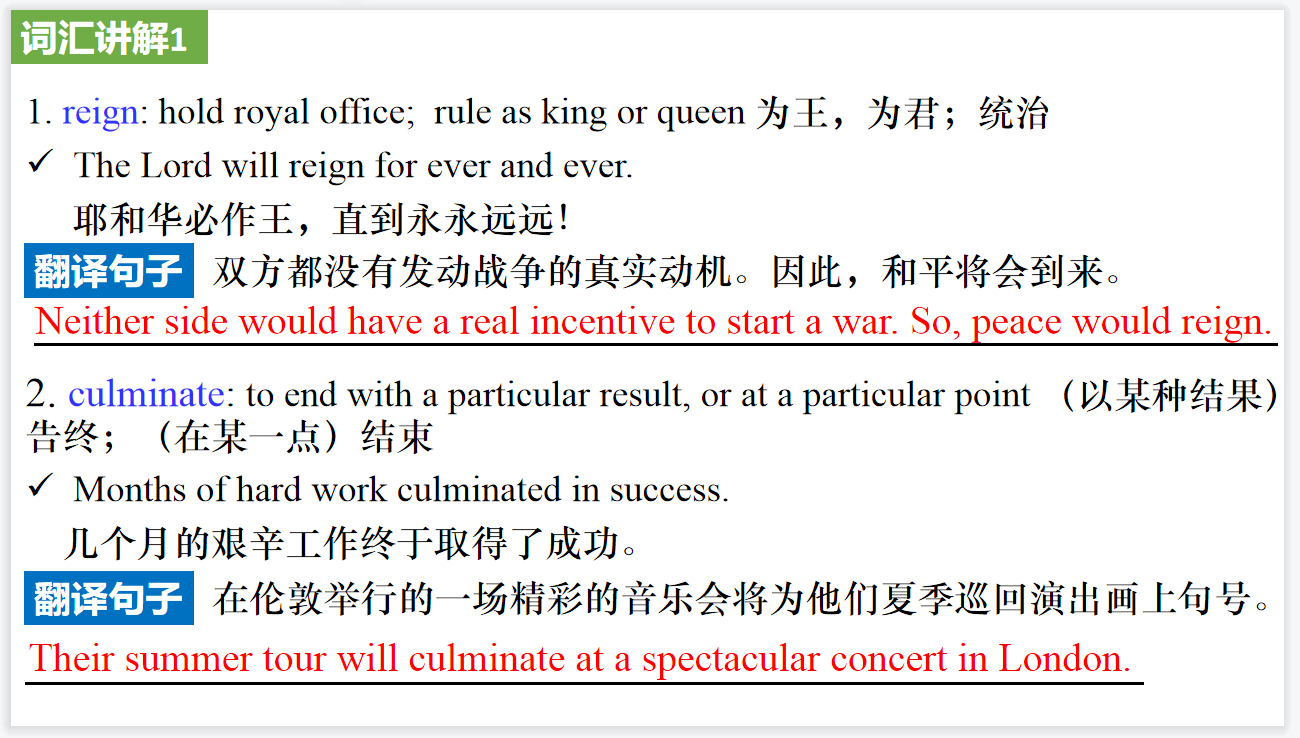 词汇讲解1
1. reign: hold royal office;  rule as king or queen 为王，为君；统治
✓ The Lord will reign for ever and ever.
耶和华必作王，直到永永远远！
翻译句子 双方都没有发动战争的真实动机。因此，和平将会到来。
Neither side would have a real incentive to start a war. So, peace would reign.
2. culminate: to end with a particular result, or at a particular point （以某种结果）
告终；（在某一点）结束
✓ Months of hard work culminated in success.
几个月的艰辛工作终于取得了成功。
翻译句子 在伦敦举行的一场精彩的音乐会将为他们夏季巡回演出画上句号。
Their summer tour will culminate at a spectacular concert in London.